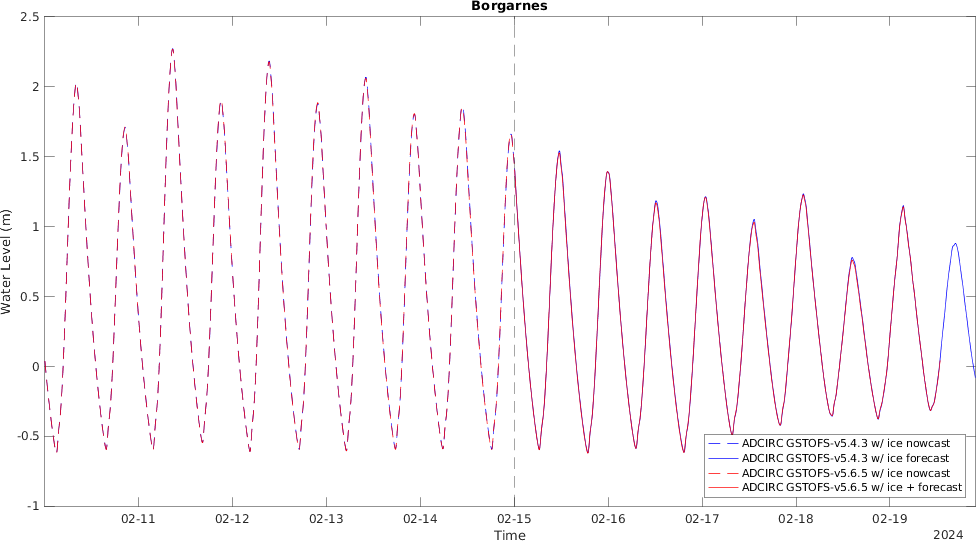 Borgarnes
2.5
2
1.5
1
0.5
0
-0.5
-1
Water Level (m)
02-11 02-12 02-13 02-14 02-15 02-16 02-17 02-18 02-19
Time
2024
ADCIRC GSTOFS-v5.4.3 w/ ice nowcast
ADCIRC GSTOFS-v5.4.3 w/ ice forecast
ADCIRC GSTOFS-v5.6.5 w/ ice nowcast
ADCIRC GSTOFS-v5.6.5 w/ ice + forecast